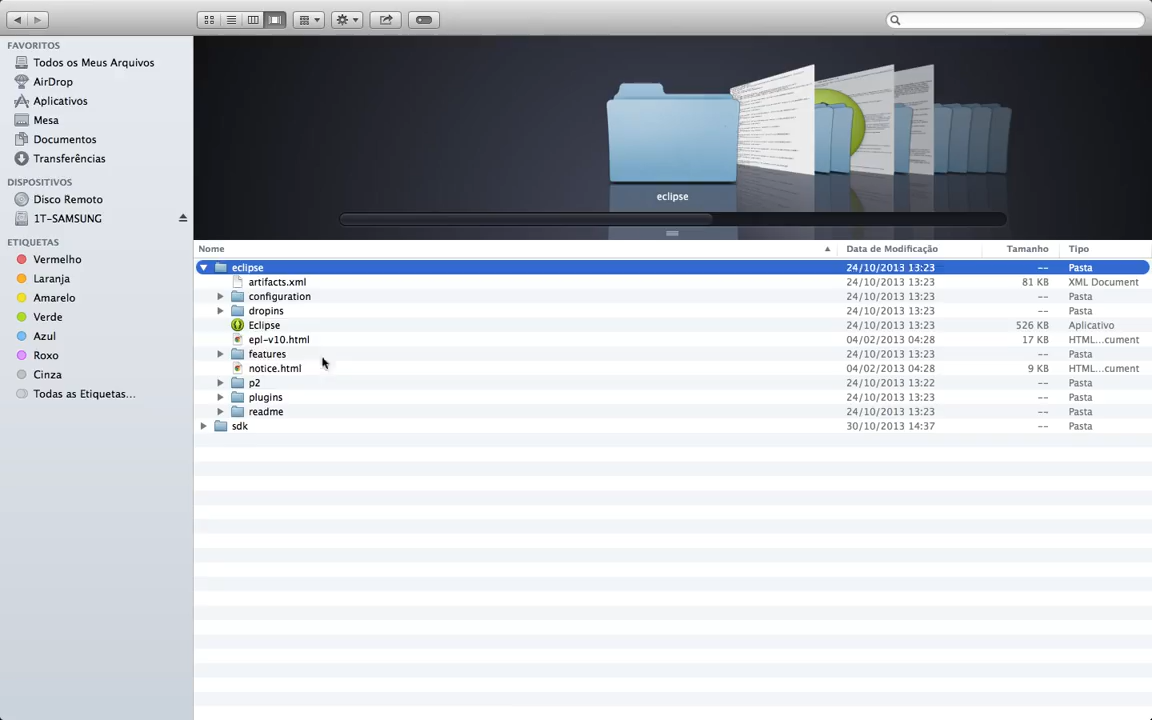 FAVORITOS
Todos os Meus Arquivos
AirDrop
Aplicativos
Mesa
Documentos
Transferências
DISPOSITIVOS
Disco Remoto
1T-SAMSUNG
ETIQUETAS
Vermelho
Laranja
Amarelo
Verde
Azul
Roxo
Cinza
Todas as Etiquetas...
eclipse
Nome Data de Modificação Tamanho Tipo
eclipse 24/10/2013 13:23 -- Pasta
artifacts.xml 24/10/2013 13:23 81 KB XML Document
configuration 24/10/2013 13:23 -- Pasta
dropins 24/10/2013 13:23 -- Pasta
Eclipse 24/10/2013 13:23 526 KB Aplicativo
epl-v10.html 04/02/2013 04:28 17 KB HTML...cument
features 24/10/2013 13:23 -- Pasta
notice.html 04/02/2013 04:28 9 KB HTML...cument
p2 24/10/2013 13:22 -- Pasta
plugins 24/10/2013 13:23 -- Pasta
readme 24/10/2013 13:23 -- Pasta
sdk 30/10/2013 14:37 -- Pasta